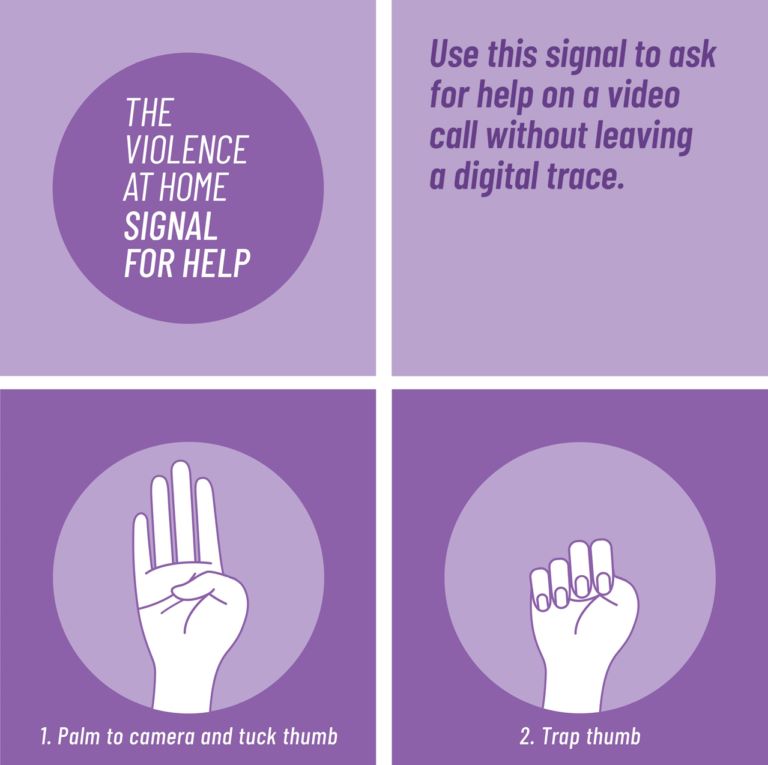 THE
VIOLENCE
AT HOME
SIGNAL
FOR HELP
Use this signal to ask
for help on a video
call without leaving
a digital trace.
1. Palm to camera and tuck thumb
2. Trap thumb